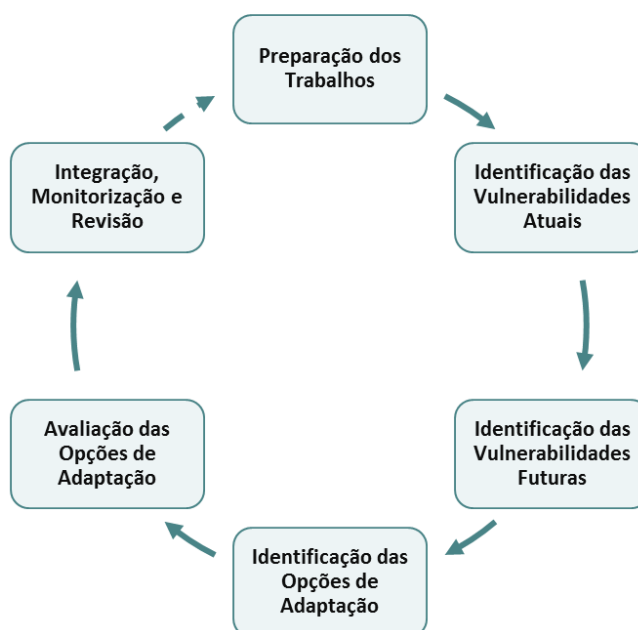 Preparação dos
Trabalhos
Identificação das
Vulnerabilidades
Atuais
Identificação das
Vulnerabilidades
Futuras
Identificação das
Opções de
Adaptação
Avaliação das
Opções de
Adaptação
Integração,
Monitorização e
Revisão